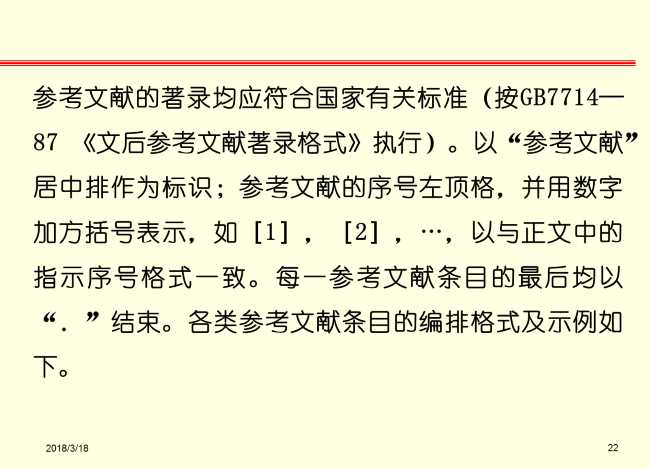 参考文献的著录均应符合国家有关标准（按GB7714—
87 《文后参考文献著录格式》执行）。以“参考文献”
居中排作为标识；参考文献的序号左顶格，并用数字
加方括号表示，如［1］，［2］，…，以与正文中的
指示序号格式一致。每一参考文献条目的最后均以
“．”结束。各类参考文献条目的编排格式及示例如
下。
2018/3/18
22